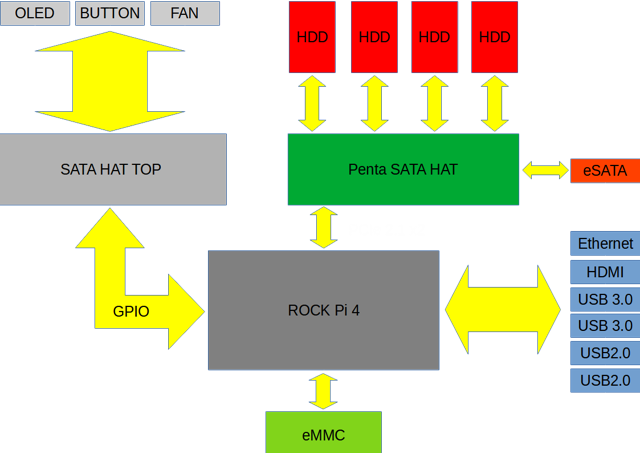 OLED
BUTTON
FAN
HDD
HDD
HDD
HDD
SATA HAT TOP
Penta SATA HAT
eSATA
Ethernet
HDMI
USB 3.0
USB 3.0
USB2.0
USB2.0
GPIO
ROCK Pi 4
eMMC